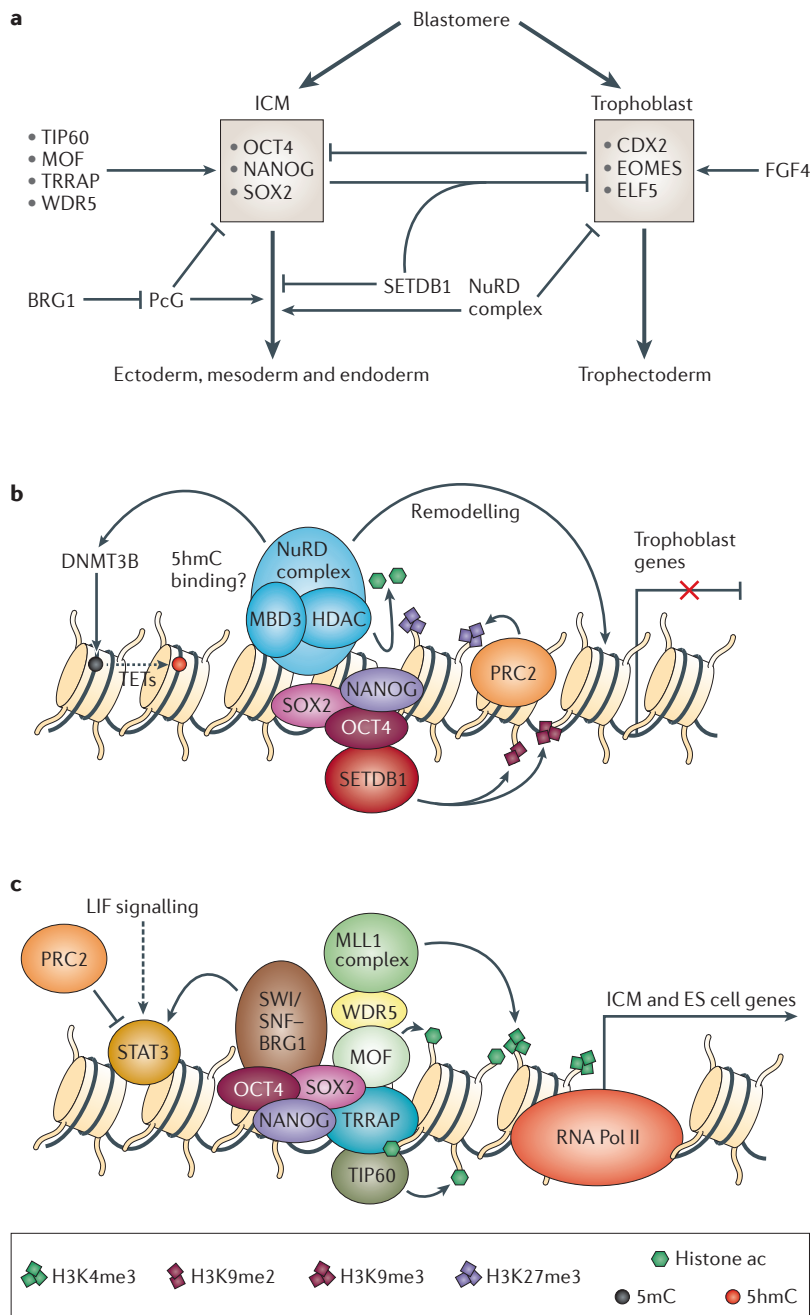 a
Blastomere
ICM
Trophoblast
• TIP60
• MOF
• TRRAP
• WDR5
• OCT4
• NANOG
• SOX2
• CDX2
• EOMES
• ELF5
FGF4
BRG1
PcG
SETDB1
NuRD
complex
Ectoderm, mesoderm and endoderm
Trophectoderm
b
DNMT3B
5hmC
binding?
NuRD
complex
MBD3
HDAC
Remodelling
Trophoblast
genes
TETs
PRC2
NANOG
SOX2
OCT4
SETDB1
c
LIF signalling
PRC2
STAT3
SWI/
SNF–
BRG1
MLL1
complex
WDR5
MOF
ICM and ES cell genes
OCT4
SOX2
NANOG
TRRAP
TIP60
RNA Pol II
H3K4me3
H3K9me2
H3K9me3
H3K27me3
Histone ac
5mC
5hmC